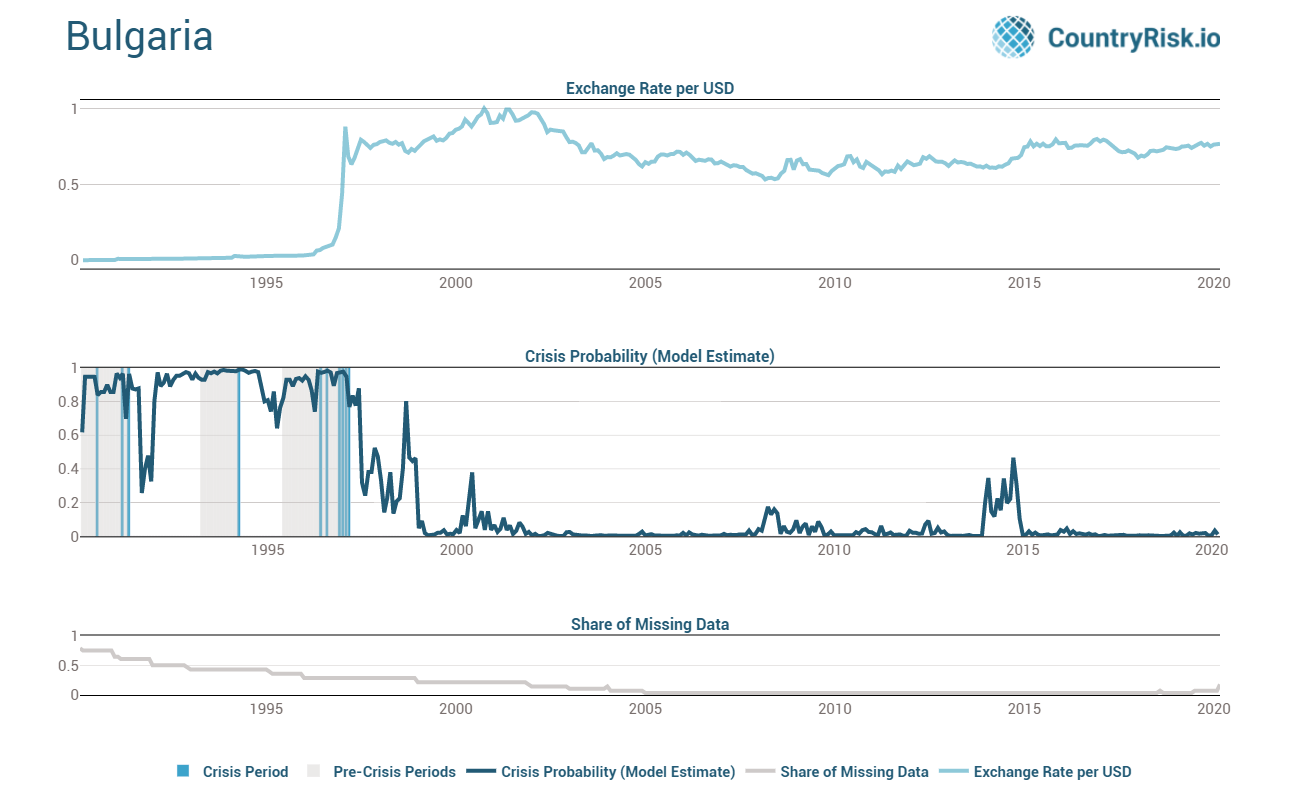 Bulgaria
CountryRisk.io
Exchange Rate per USD
1
0.5
0
1995 2000 2005 2010 2015 2020
Crisis Probability (Model Estimate)
1
0.8
0.6
0.4
0.2
0
1995 2000 2005 2010 2015 2020
Share of Missing Data
1
0.5
0
1995 2000 2005 2010 2015 2020
Crisis Period Pre-Crisis Periods Crisis Probability (Model Estimate) Share of Missing Data Exchange Rate per USD